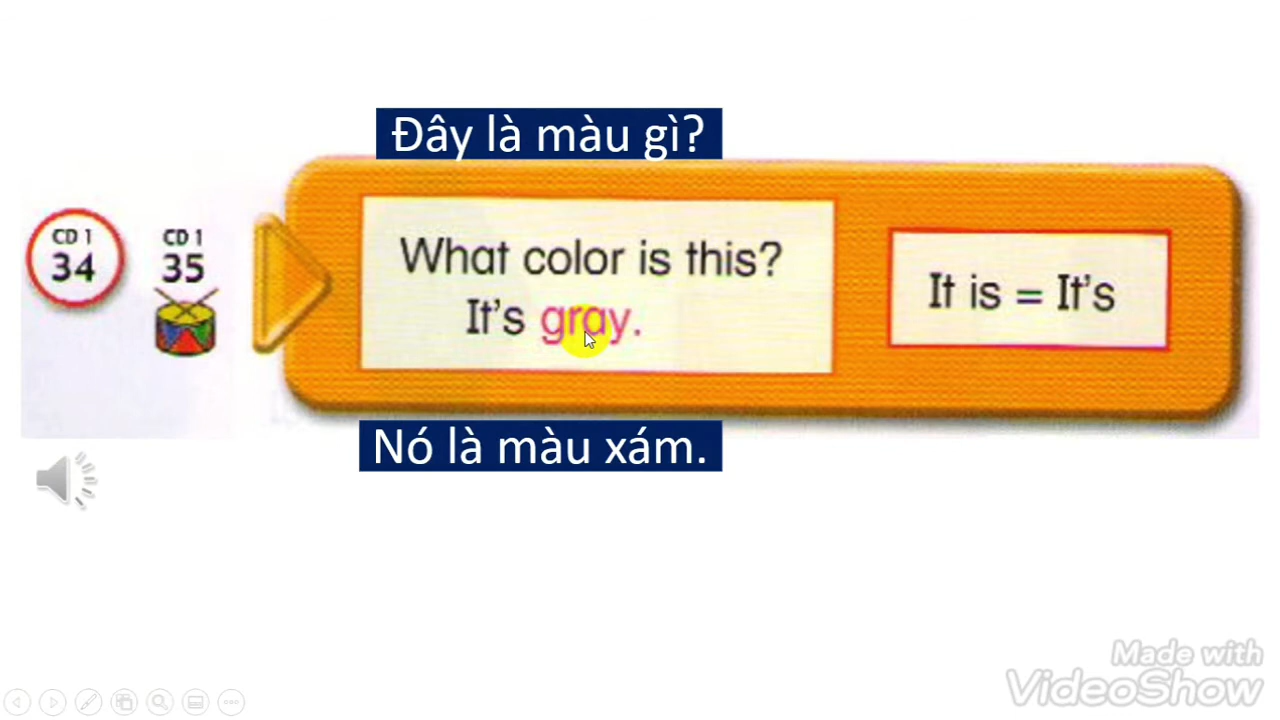 Đây là màu gì?
CD 1
34
CD 1
35
What color is this?
It's gray.
It is = It's
Nó là màu xám.
Made with
VideoShow